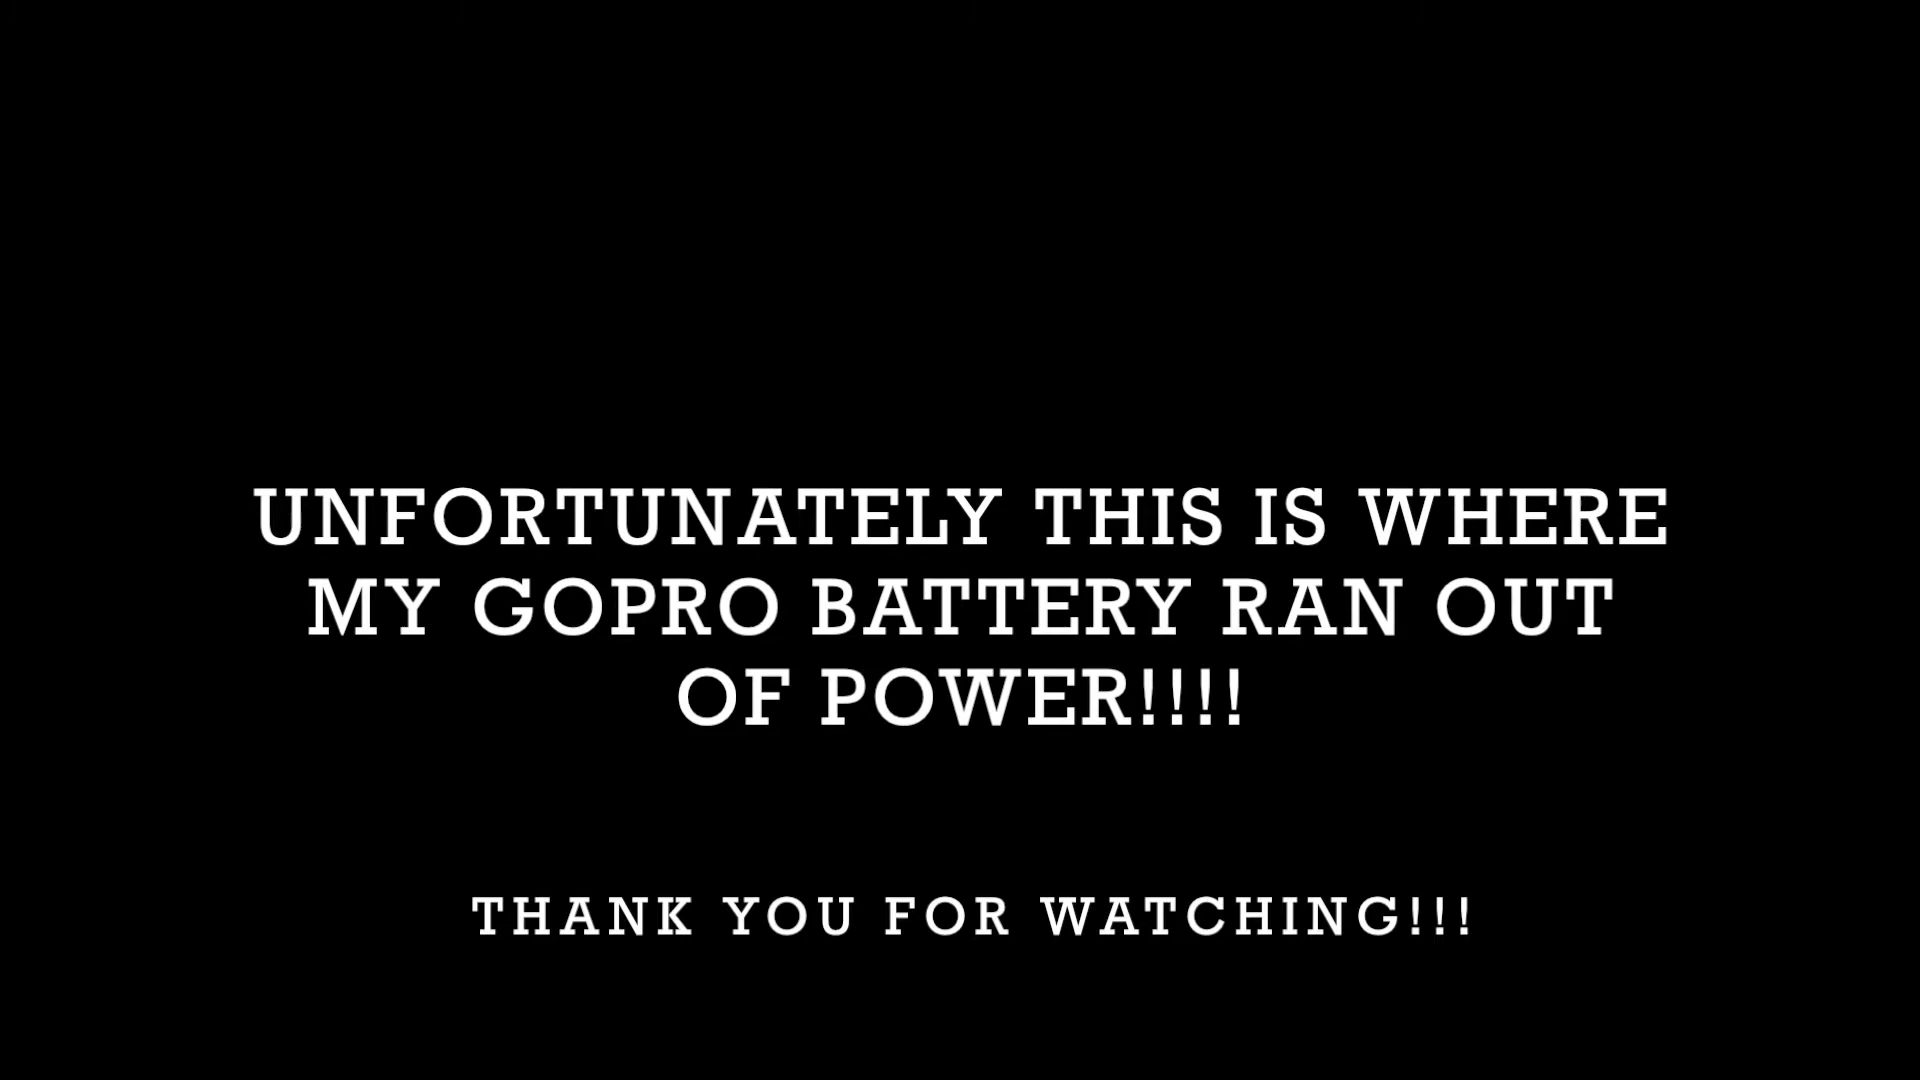 UNFORTUNATELY THIS IS WHERE
MY GOPRO BATTERY RAN OUT
OF POWER!!!!
THANK YOU FOR WATCHING!!!